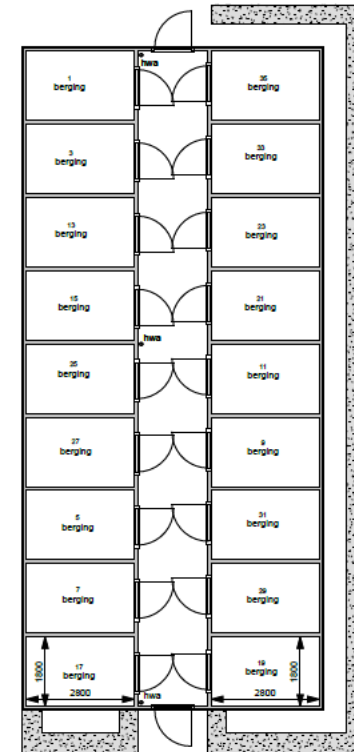 hwa
1
berging
35
berging
3
berging
33
berging
13
berging
23
berging
15
berging
21
berging
hwa
25
berging
11
berging
27
berging
9
berging
5
berging
31
berging
7
berging
29
berging
17
berging
1800
2800
19
berging
1800
2800
hwa